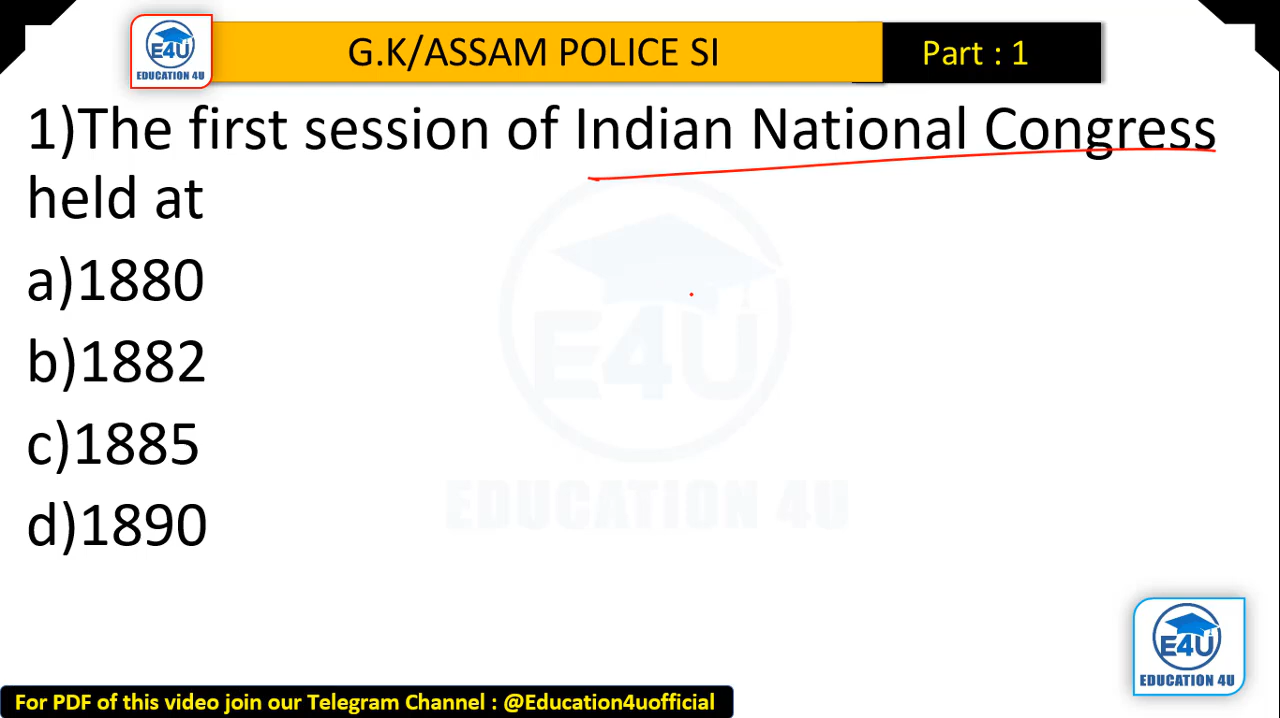 E4U
EDUCATION 4U
G.K/ASSAM POLICE SI
Part : 1
1)The first session of Indian National Congress
held at
a)1880
b)1882
c)1885
d)1890
E4U
EDUCATION 4U
E4U
EDUCATION 4U
For PDF of this video join our Telegram Channel : @Education4uofficial